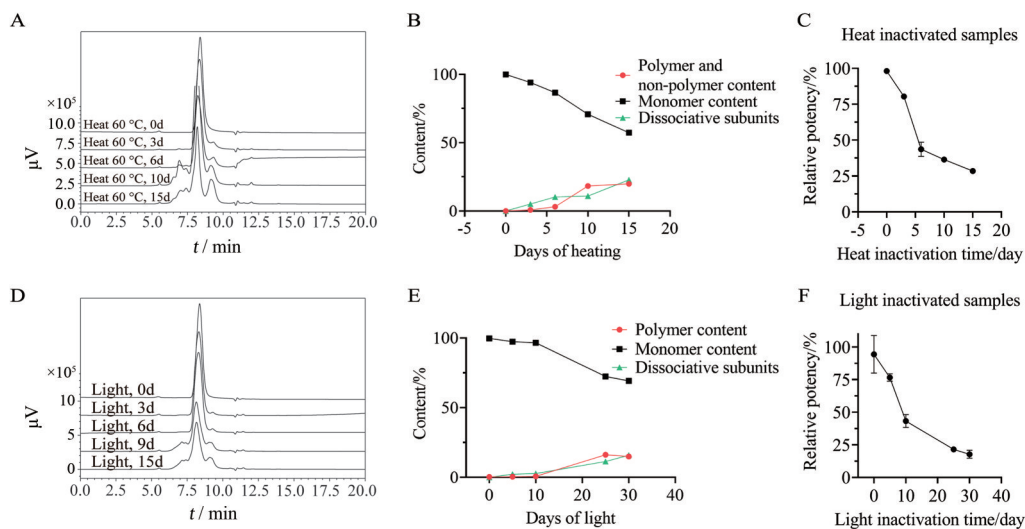 A
×10⁵
10.0
7.5
5.0
2.5
0.0
μV
Heat 60 °C, 0d
Heat 60 °C, 3d
Heat 60 °C, 6d
Heat 60 °C, 10d
Heat 60 °C, 15d
0.0 2.5 5.0 7.5 10.0 12.5 15.0 17.5 20.0
t / min
B
100
50
0
Content/%
Polymer and
non-polymer content
Monomer content
Dissociative subunits
0 5 10 15 20
Days of heating
C
Heat inactivated samples
125
100
75
50
25
0
Relative potency/%
-5 0 5 10 15 20
Heat inactivation time/day
D
×10⁵
10
5
0
μV
Light, 0d
Light, 3d
Light, 6d
Light, 9d
Light, 15d
0.0 2.5 5.0 7.5 10.0 12.5 15.0 17.5 20.0
t / min
E
100
50
0
Content/%
Polymer content
Monomer content
Dissociative subunits
0 10 20 30 40
Days of light
F
Light inactivated samples
125
100
75
50
25
0
Relative potency/%
0 10 20 30 40
Light inactivation time/day